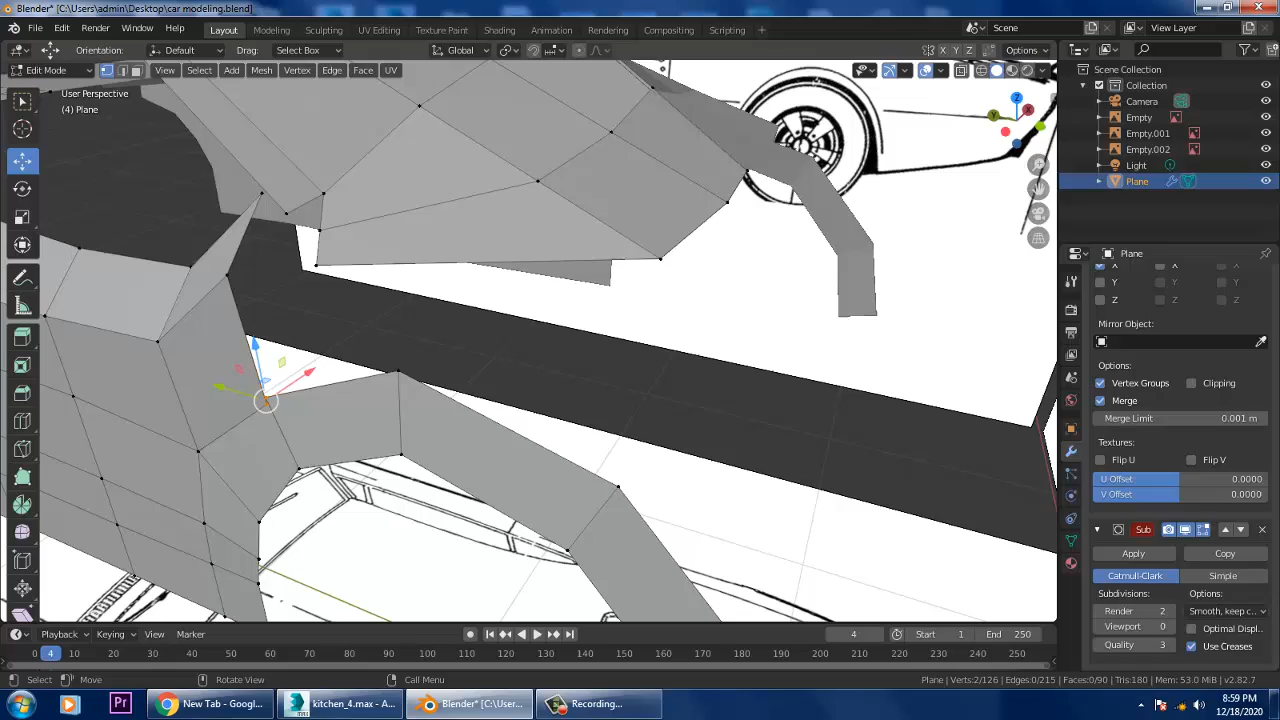 Blender* [C:\Users\admin\Desktop\car modeling.blend]
File Edit Render Window Help Layout Modeling Sculpting UV Editing Texture Paint Shading Animation Rendering Compositing Scripting Scene View Layer
Orientation: Default Drag: Select Box Global X Y Z Options
Edit Mode View Select Add Mesh Vertex Edge Face UV
Scene Collection
Collection
Camera
Empty
Empty.001
Empty.002
Light
Plane
User Perspective
(4) Plane
Z
X
Y
Plane
X X X
Y Y Y
Z Z Z
Mirror Object:
Options:
Vertex Groups Clipping
Merge
Merge Limit 0.001 m
Textures:
Flip U Flip V
U Offset 0.0000
V Offset 0.0000
Sub
Apply Copy
Catmull-Clark Simple
Subdivisions: Options:
Render 2 Smooth, keep c...
Viewport 0 Optimal Displ..
Quality 3 Use Creases
Playback Keying View Marker 4 Start 1 End 250
0 4 10 20 30 40 50 60 70 80 90 100 110 120 130 140 150 160 170 180 190 200 210 220 230 240 250
Select Move Rotate View Call Menu Plane | Verts:2/126 | Edges:0/215 | Faces:0/90 | Tris:180 | Mem: 53.0 MiB | v2.82.7
Pr New Tab - Googl... kitchen_4.max - A... Blender* [C:\Us... Recording... 8:59 PM
12/18/2020